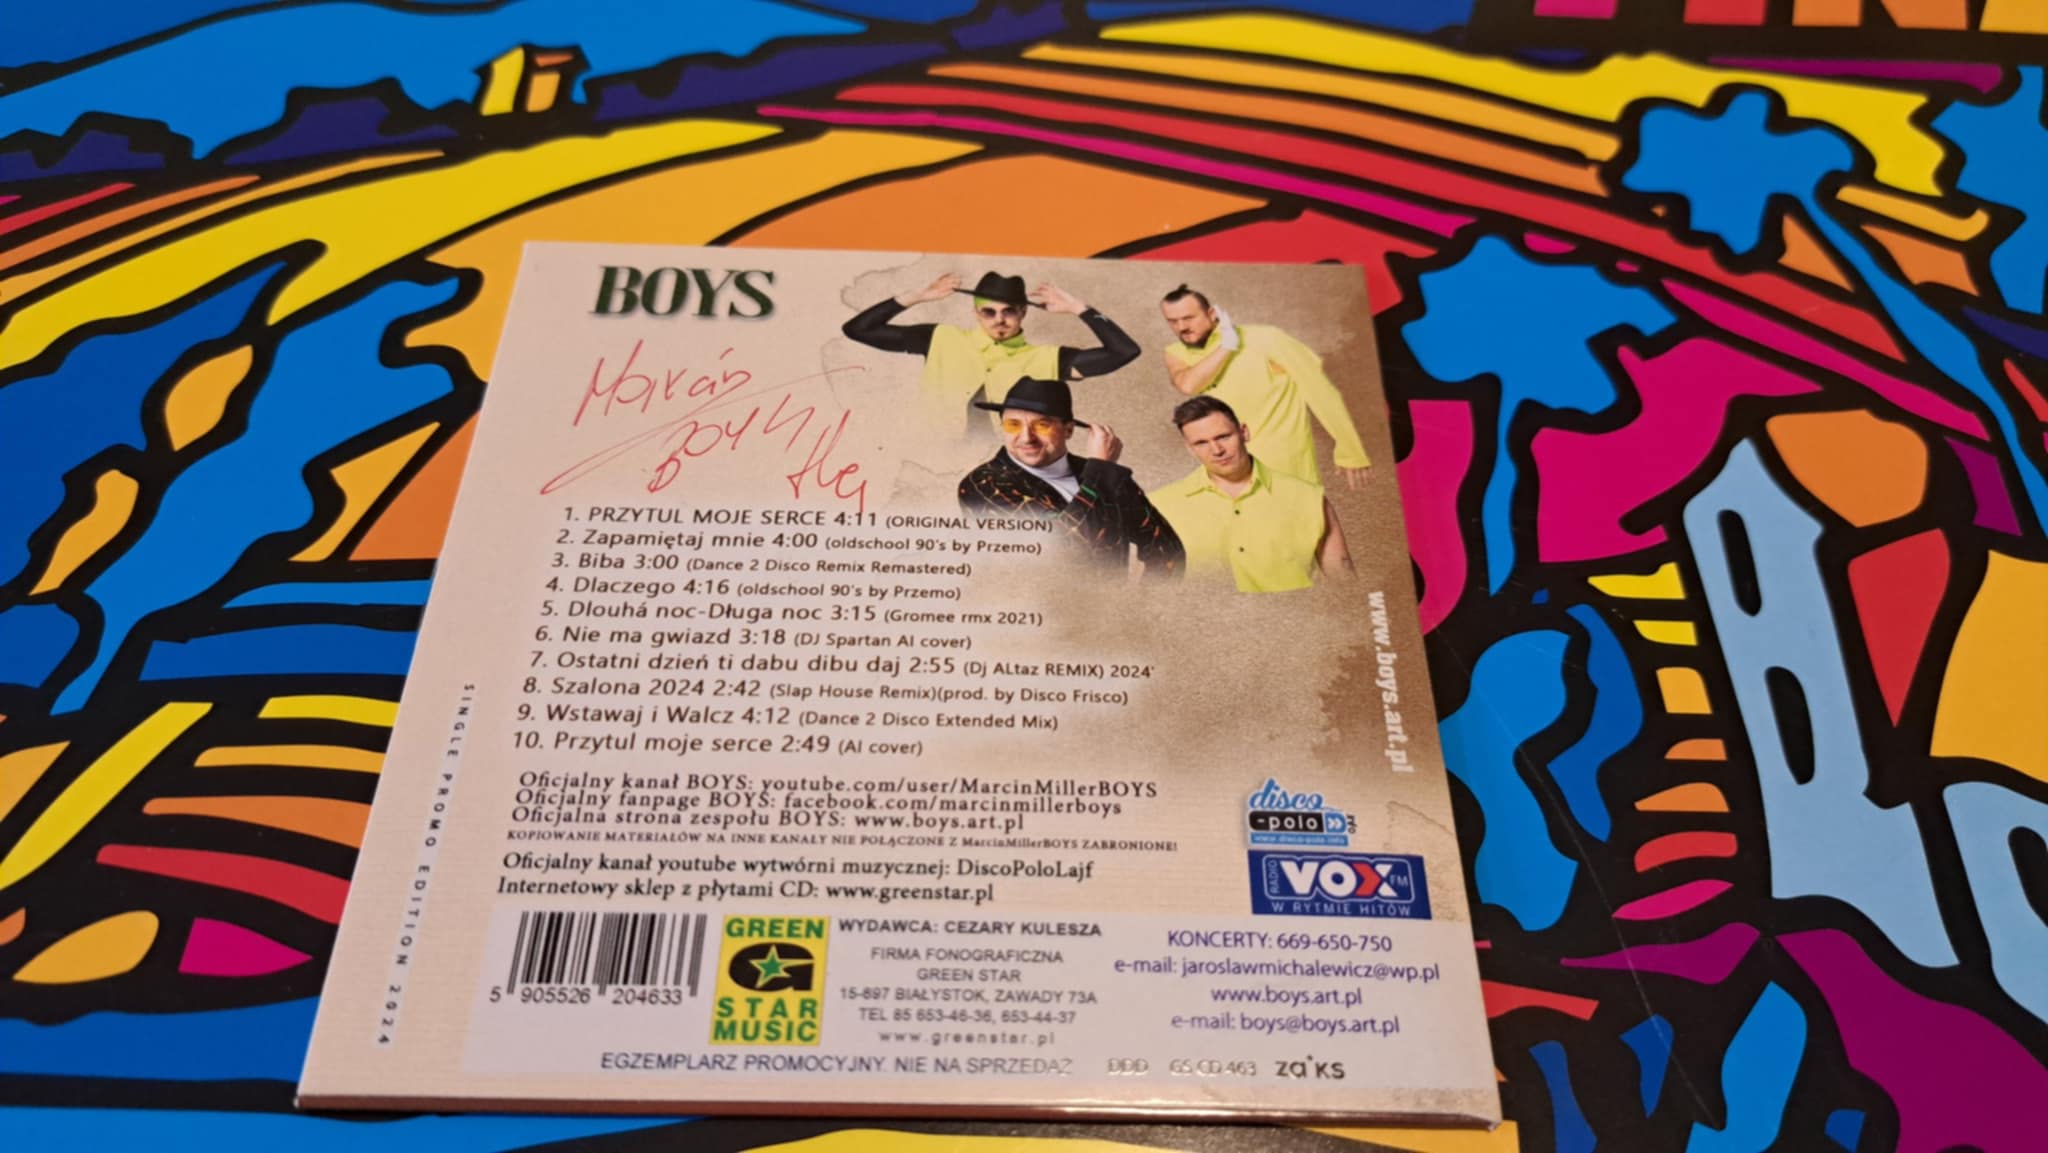 BOYS
BOYS
1. PRZYTUL MOJE SERCE 4:11 (ORIGINAL VERSION)
2. Zapamiętaj mnie 4:00 (oldschool 90's by Przemo)
3. Biba 3:00 (Dance 2 Disco Remix Remastered)
4. Dlaczego 4:16 (oldschool 90's by Przemo)
5. Dlouhá noc-Długa noc 3:15 (Gromee rmx 2021)
6. Nie ma gwiazd 3:18 (DJ Spartan AI cover)
7. Ostatni dzień ti dabu dibu daj 2:55 (Dj ALtaz REMIX) 2024'
8. Szalona 2024 2:42 (Slap House Remix)(prod. by Disco Frisco)
9. Wstawaj i Walcz 4:12 (Dance 2 Disco Extended Mix)
10. Przytul moje serce 2:49 (AI cover)
www.boys.art.pl
SINGLE PROMO EDITION 2024
Oficjalny kanał BOYS: youtube.com/user/MarcinMillerBOYS
Oficjalny fanpage BOYS: facebook.com/marcinmillerboys
Oficjalna strona zespołu BOYS: www.boys.art.pl
KOPIOWANIE MATERIAŁÓW NA INNE KANAŁY NIE POŁĄCZONE Z MarcinMillerBOYS ZABRONIONE!
Oficjalny kanał youtube wytwórni muzycznej: DiscoPoloLajf
Internetowy sklep z płytami CD: www.greenstar.pl
disco
-polo
info
www.disco-polo.info
RADIO VOX FM
W RYTMIE HITÓW
5 905526 204633
GREEN
STAR
MUSIC
WYDAWCA: CEZARY KULESZA
FIRMA FONOGRAFICZNA
GREEN STAR
15-697 BIAŁYSTOK, ZAWADY 73A
TEL 85 653-46-36, 653-44-37
www.greenstar.pl
KONCERTY: 669-650-750
e-mail: jaroslawmichalewicz@wp.pl
www.boys.art.pl
e-mail: boys@boys.art.pl
EGZEMPLARZ PROMOCYJNY. NIE NA SPRZEDAŻ DDD GS CD 463 ZAiKS